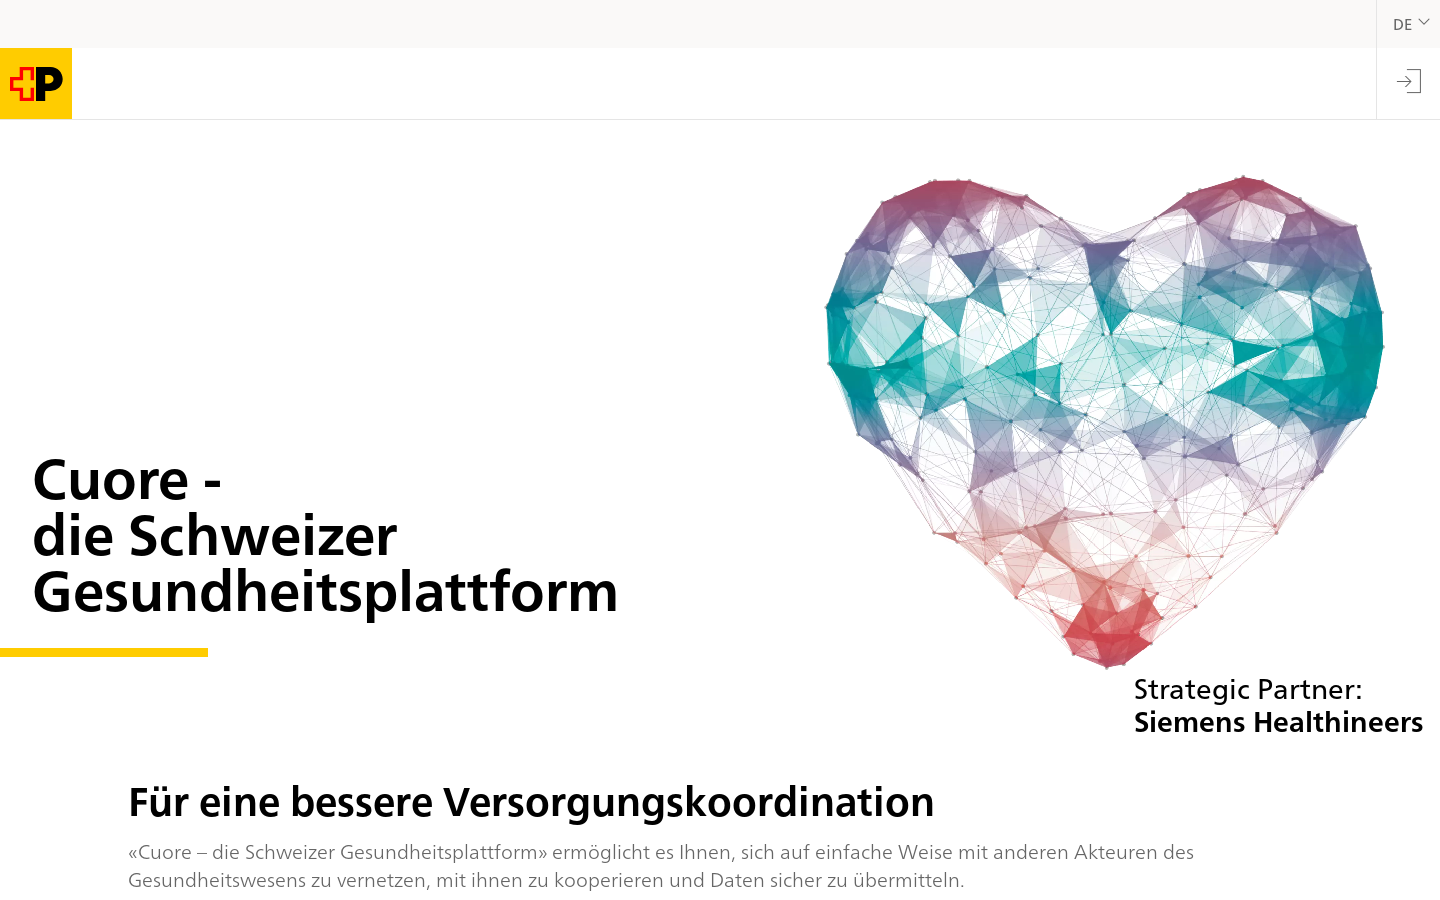 DE
P
Cuore -
die Schweizer
Gesundheitsplattform
Strategic Partner:
Siemens Healthineers
Für eine bessere Versorgungskoordination
«Cuore – die Schweizer Gesundheitsplattform» ermöglicht es Ihnen, sich auf einfache Weise mit anderen Akteuren des
Gesundheitswesens zu vernetzen, mit ihnen zu kooperieren und Daten sicher zu übermitteln.